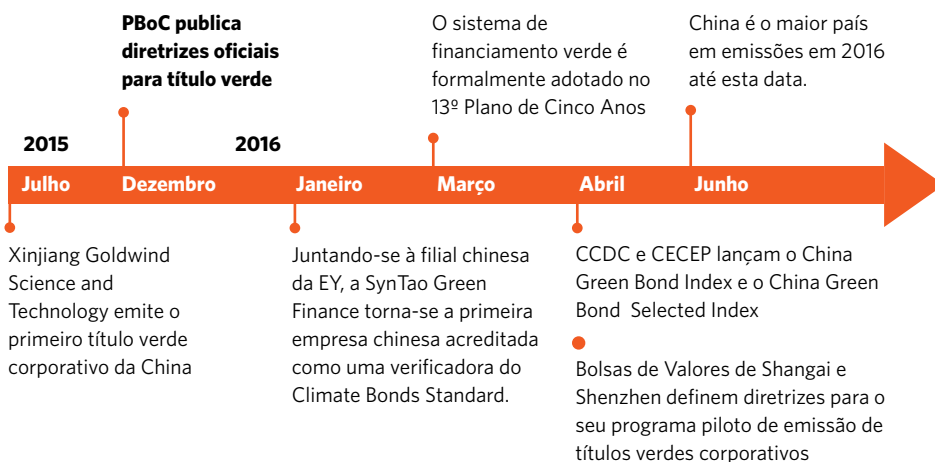 PBoC publica
diretrizes oficiais
para título verde
O sistema de
financiamento verde é
formalmente adotado no
13º Plano de Cinco Anos
China é o maior país
em emissões em 2016
até esta data.
2015
2016
Julho
Dezembro
Janeiro
Março
Abril
Junho
Xinjiang Goldwind
Science and
Technology emite o
primeiro título verde
corporativo da China
Juntando-se à filial chinesa
da EY, a SynTao Green
Finance torna-se a primeira
empresa chinesa acreditada
como uma verificadora do
Climate Bonds Standard.
CCDC e CECEP lançam o China
Green Bond Index e o China Green
Bond Selected Index
Bolsas de Valores de Shangai e
Shenzhen definem diretrizes para o
seu programa piloto de emissão de
títulos verdes corporativos